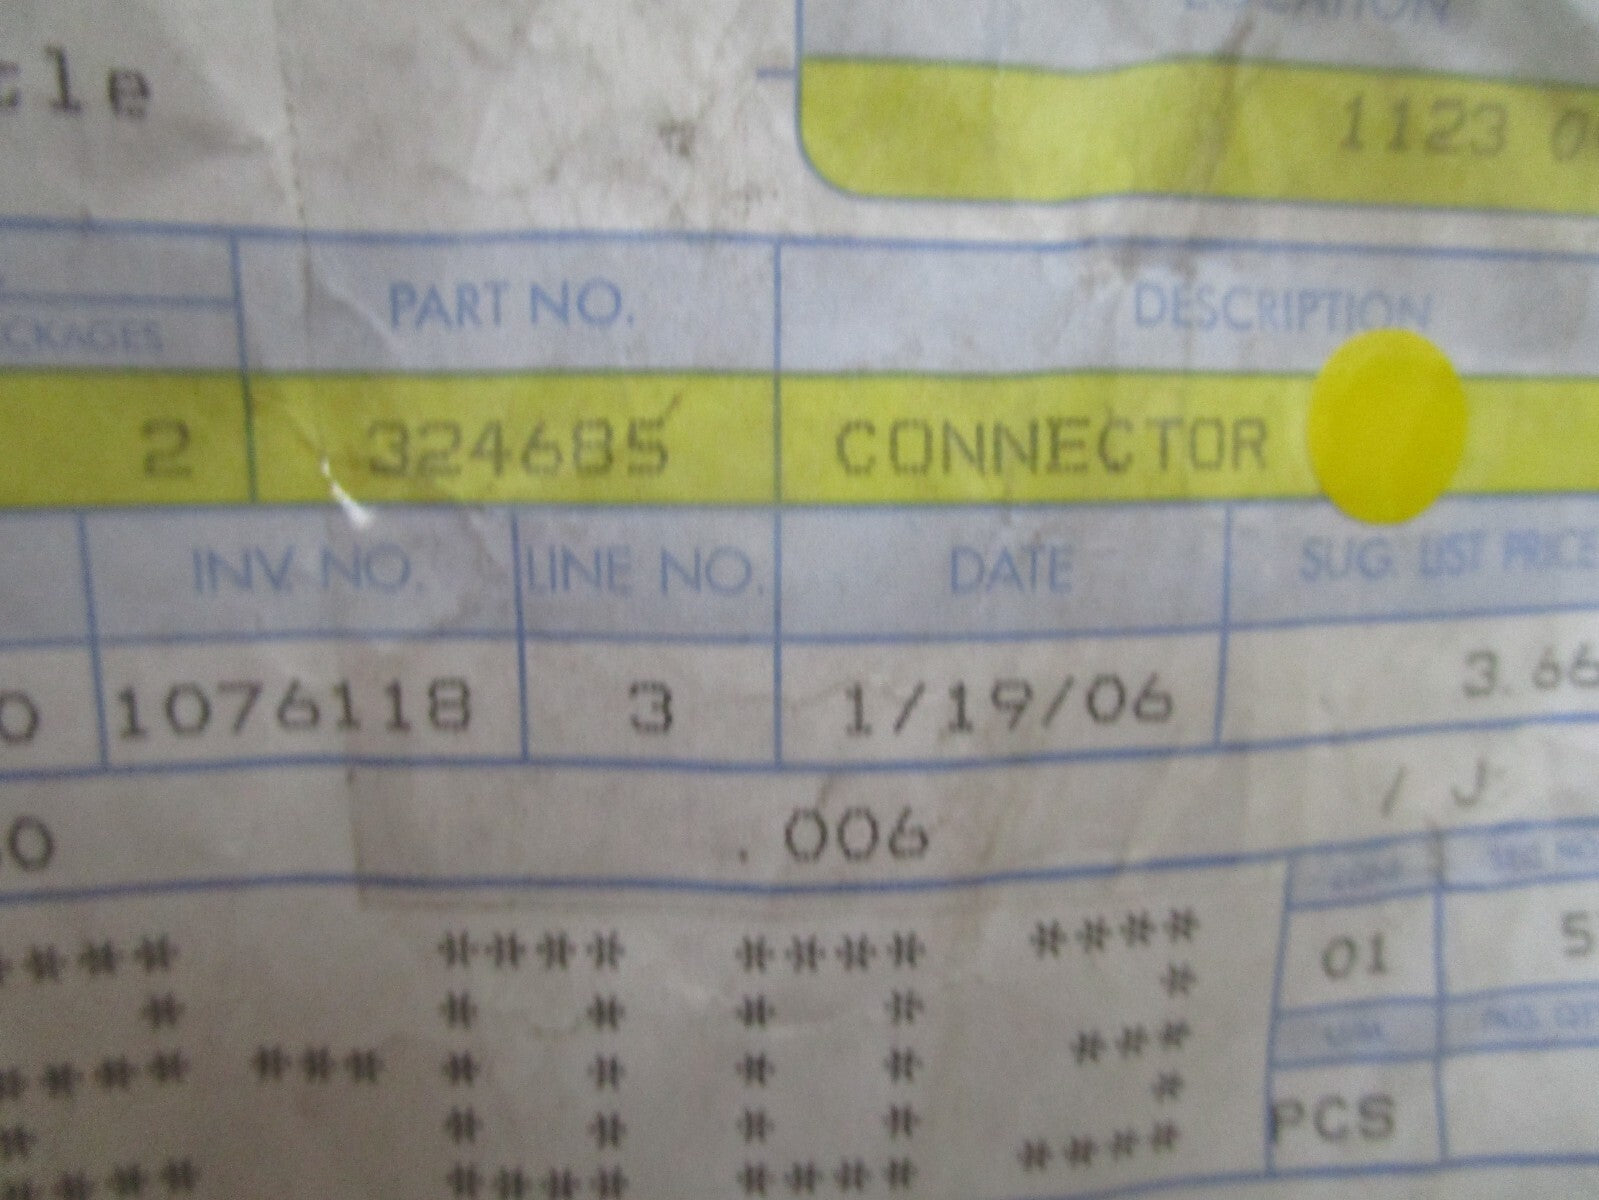 LOCATION
cle
1123 0
PART NO. DESCRIPTION
CKAGES
2 324685 CONNECTOR
INV. NO. LINE NO. DATE SUG. LIST PRICE
0 1076118 3 1/19/06 3.66
0 .006 / J
01 5
PCS